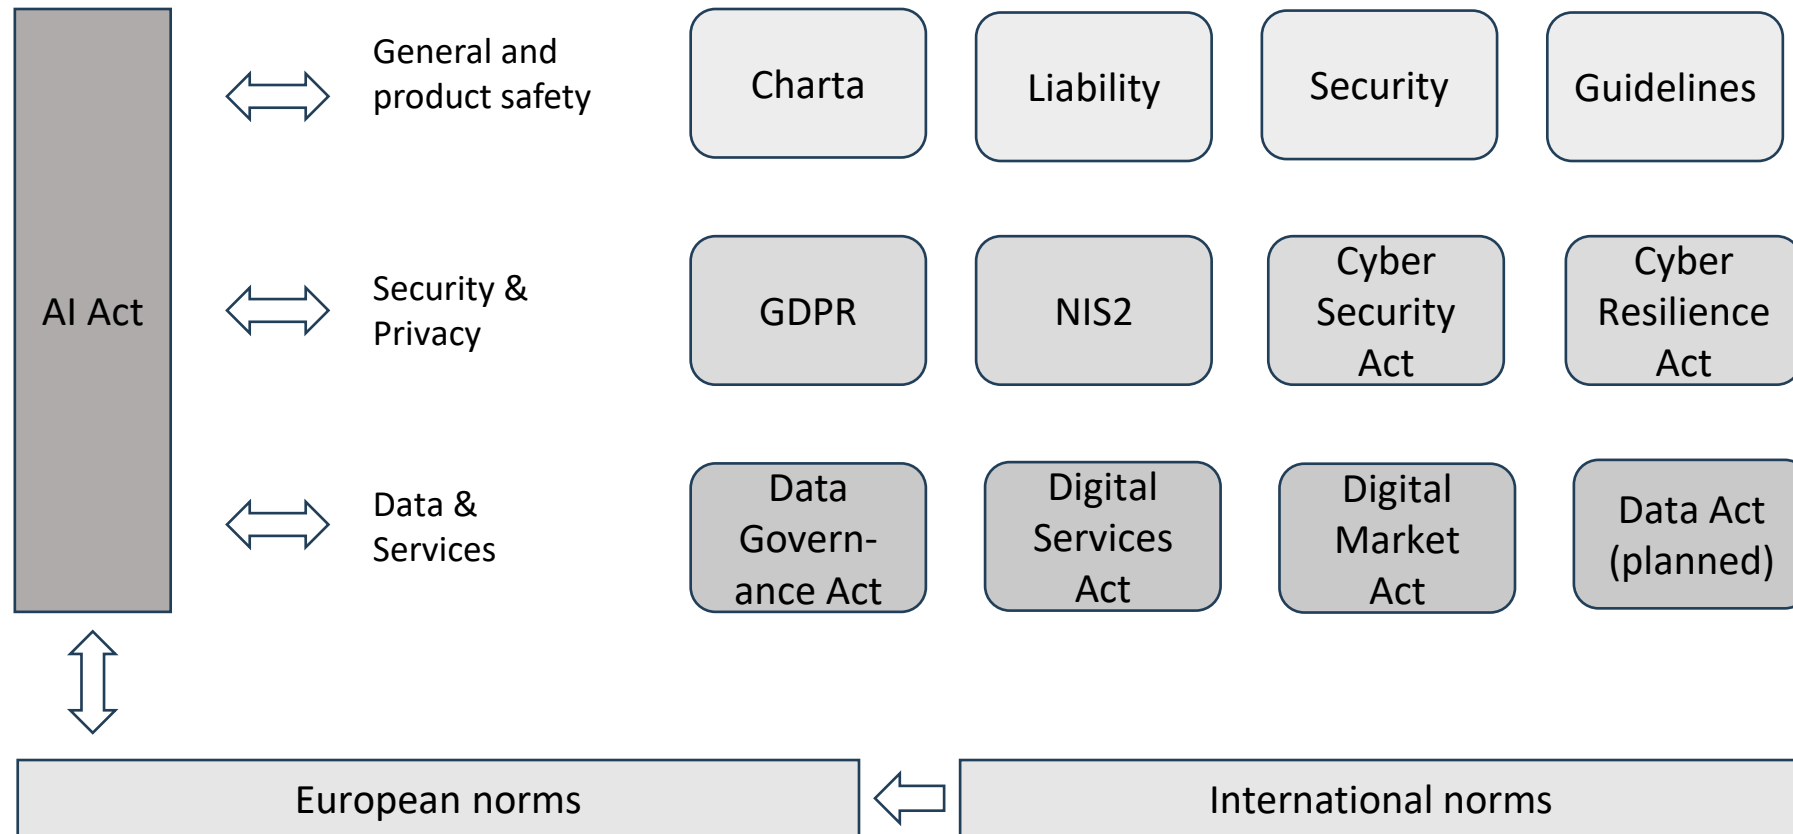 General and
product safety
Charta
Liability
Security
Guidelines
AI Act
Security &
Privacy
GDPR
NIS2
Cyber
Security
Act
Cyber
Resilience
Act
Data &
Services
Data
Govern-
ance Act
Digital
Services
Act
Digital
Market
Act
Data Act
(planned)
European norms
International norms